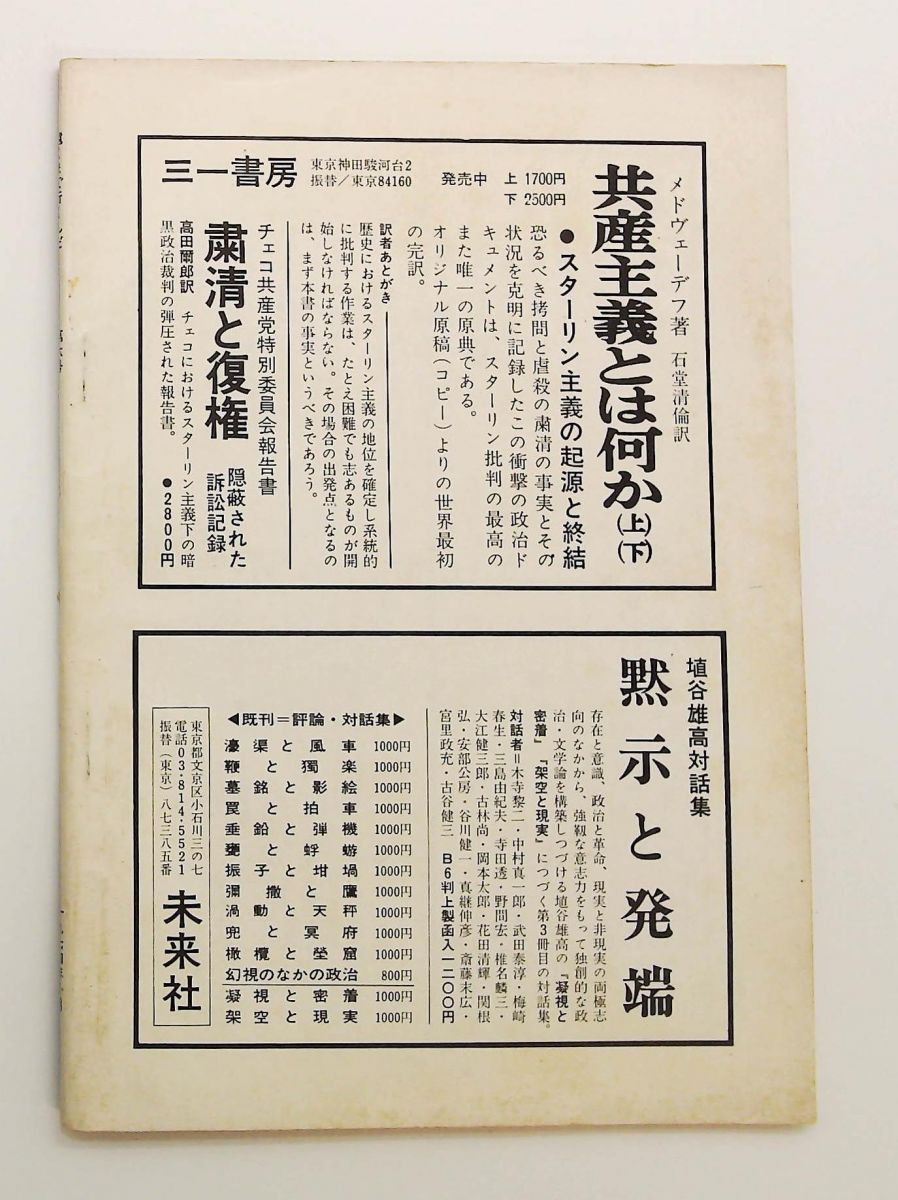 メドヴェーデフ著 石堂清倫訳
共産主義とは何か(上)(下)
●スターリン主義の起源と終結
恐るべき拷問と虐殺の粛清の事実とその
状況を克明に記録したこの衝撃の政治ド
キュメントは、スターリン批判の最高の
また唯一の原典である。
オリジナル原稿(コピー)よりの世界最初
の完訳。
発売中 上 1700円
下 2500円
訳者あとがき
歴史におけるスターリン主義の地位を確定し系統的
に批判する作業は、たとえ困難でも志あるものが開
始しなければならない。その場合の出発点となるの
は、まず本書の事実というべきであろう。
チェコ共産党特別委員会報告書
粛清と復権
隠蔽された
訴訟記録
高田爾郎訳 チェコにおけるスターリン主義下の暗
黒政治裁判の弾圧された報告書。 ●2800円
三一書房
東京神田駿河台2
振替/東京84160
埴谷雄高対話集
黙示と発端
存在と意識、政治と革命、現実と非現実の両極志
向のなかから、強靱な意志力をもって独創的な政
治・文学論を構築しつづける埴谷雄高の『凝視と
密着』『架空と現実』につづく第3冊目の対話集。
対話者=木寺黎二・中村真一郎・武田泰淳・梅崎
春生・三島由紀夫・寺田透・野間宏・椎名麟三・
大江健三郎・古林尚・岡本太郎・花田清輝・関根
弘・安部公房・谷川健一・真継伸彦・斎藤末広・
宮里政充・古谷健三 B6判上製函入一二〇〇円
◀既刊=評論・対話集▶
濠渠と風車 1000円
鞭と獨楽 1000円
墓銘と影絵 1000円
罠と拍車 1000円
垂鉛と弾機 1000円
甕と蜉蝣 1000円
振子と坩堝 1000円
彌撒と鷹 1000円
渦動と天秤 1000円
兜と冥府 1000円
橄欖と塋窟 1000円
幻視のなかの政治 800円
凝視と密着 1000円
架空と現実 1000円
東京都文京区小石川三の七
電話03・814・5521
振替(東京)八七三八五番
未来社